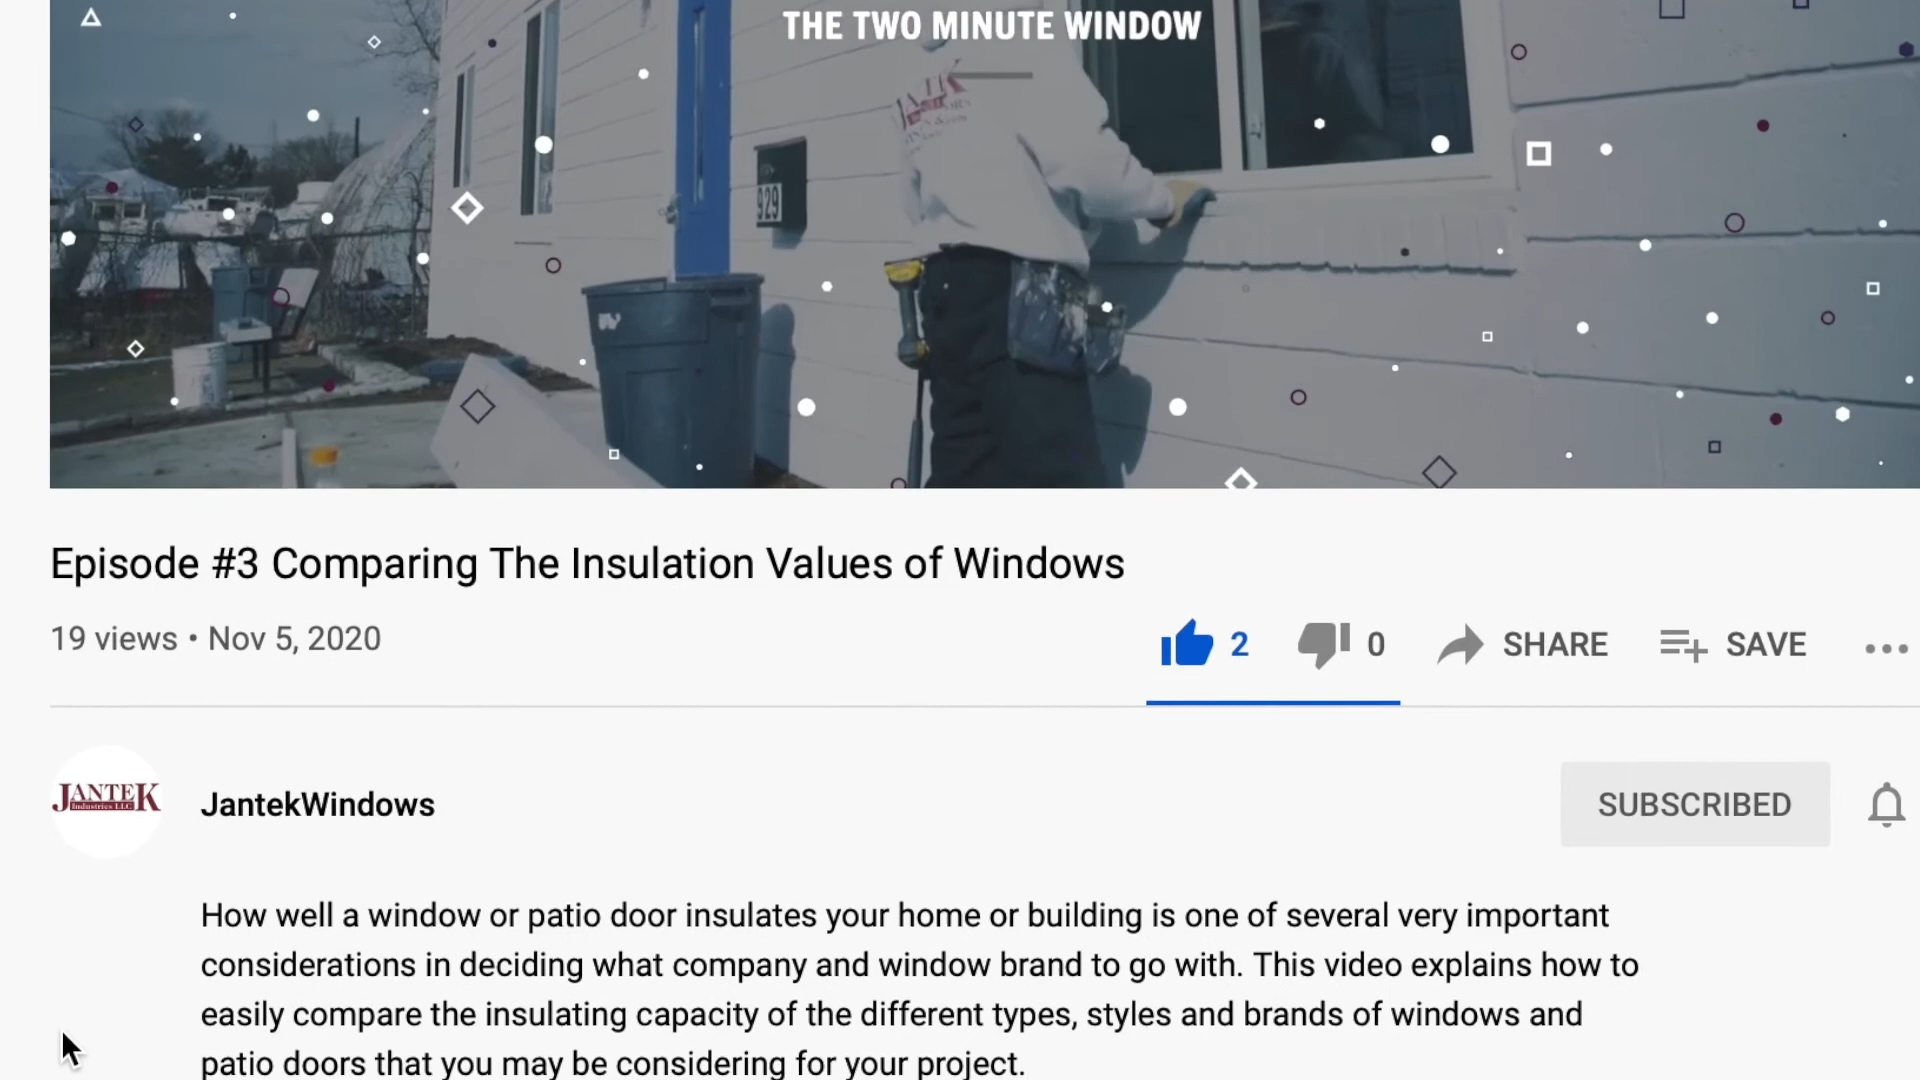 THE TWO MINUTE WINDOW
JANTEK
929
Episode #3 Comparing The Insulation Values of Windows
19 views • Nov 5, 2020
2
0
SHARE
SAVE
JANTEK
Industries LLC
JantekWindows
SUBSCRIBED
How well a window or patio door insulates your home or building is one of several very important
considerations in deciding what company and window brand to go with. This video explains how to
easily compare the insulating capacity of the different types, styles and brands of windows and
patio doors that you may be considering for your project.